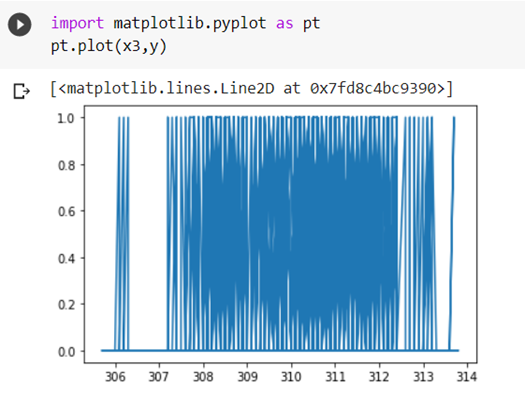 import matplotlib.pyplot as pt
pt.plot(x3,y)
[<matplotlib.lines.Line2D at 0x7fd8c4bc9390>]
1.0
0.8
0.6
0.4
0.2
0.0
306 307 308 309 310 311 312 313 314